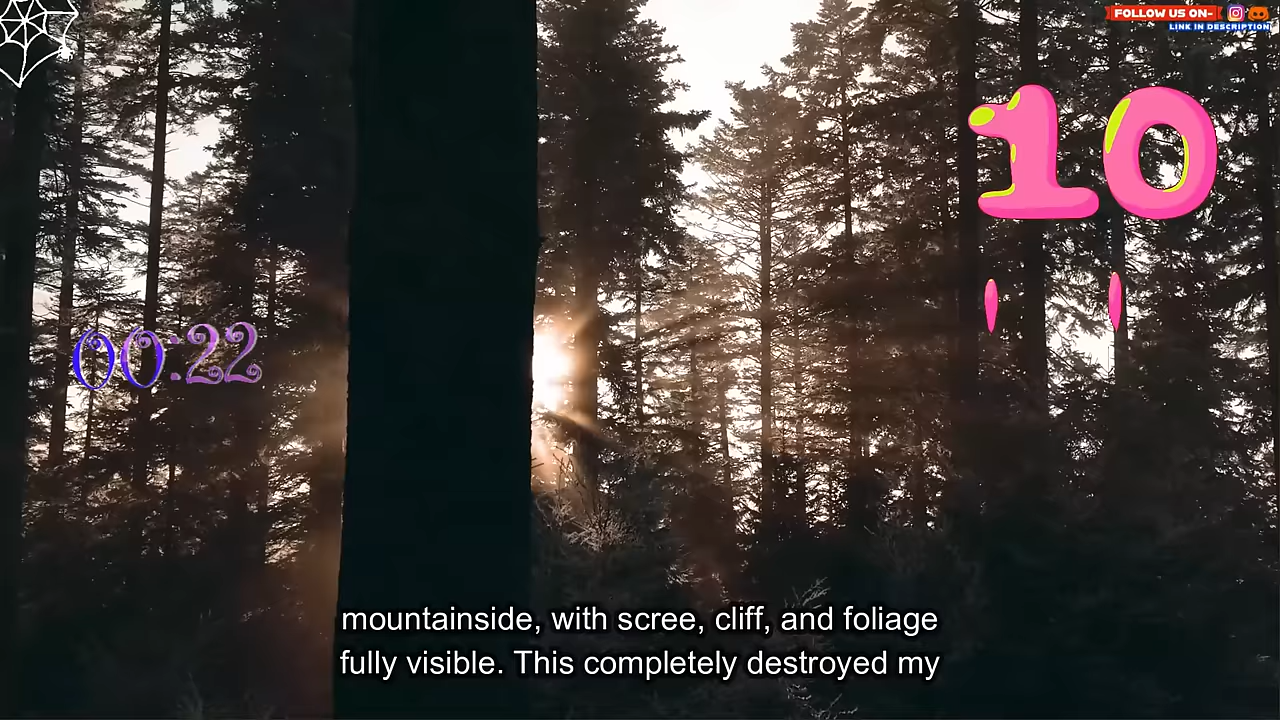 FOLLOW US ON-
LINK IN DESCRIPTION
10
00:22
mountainside, with scree, cliff, and foliage
fully visible. This completely destroyed my